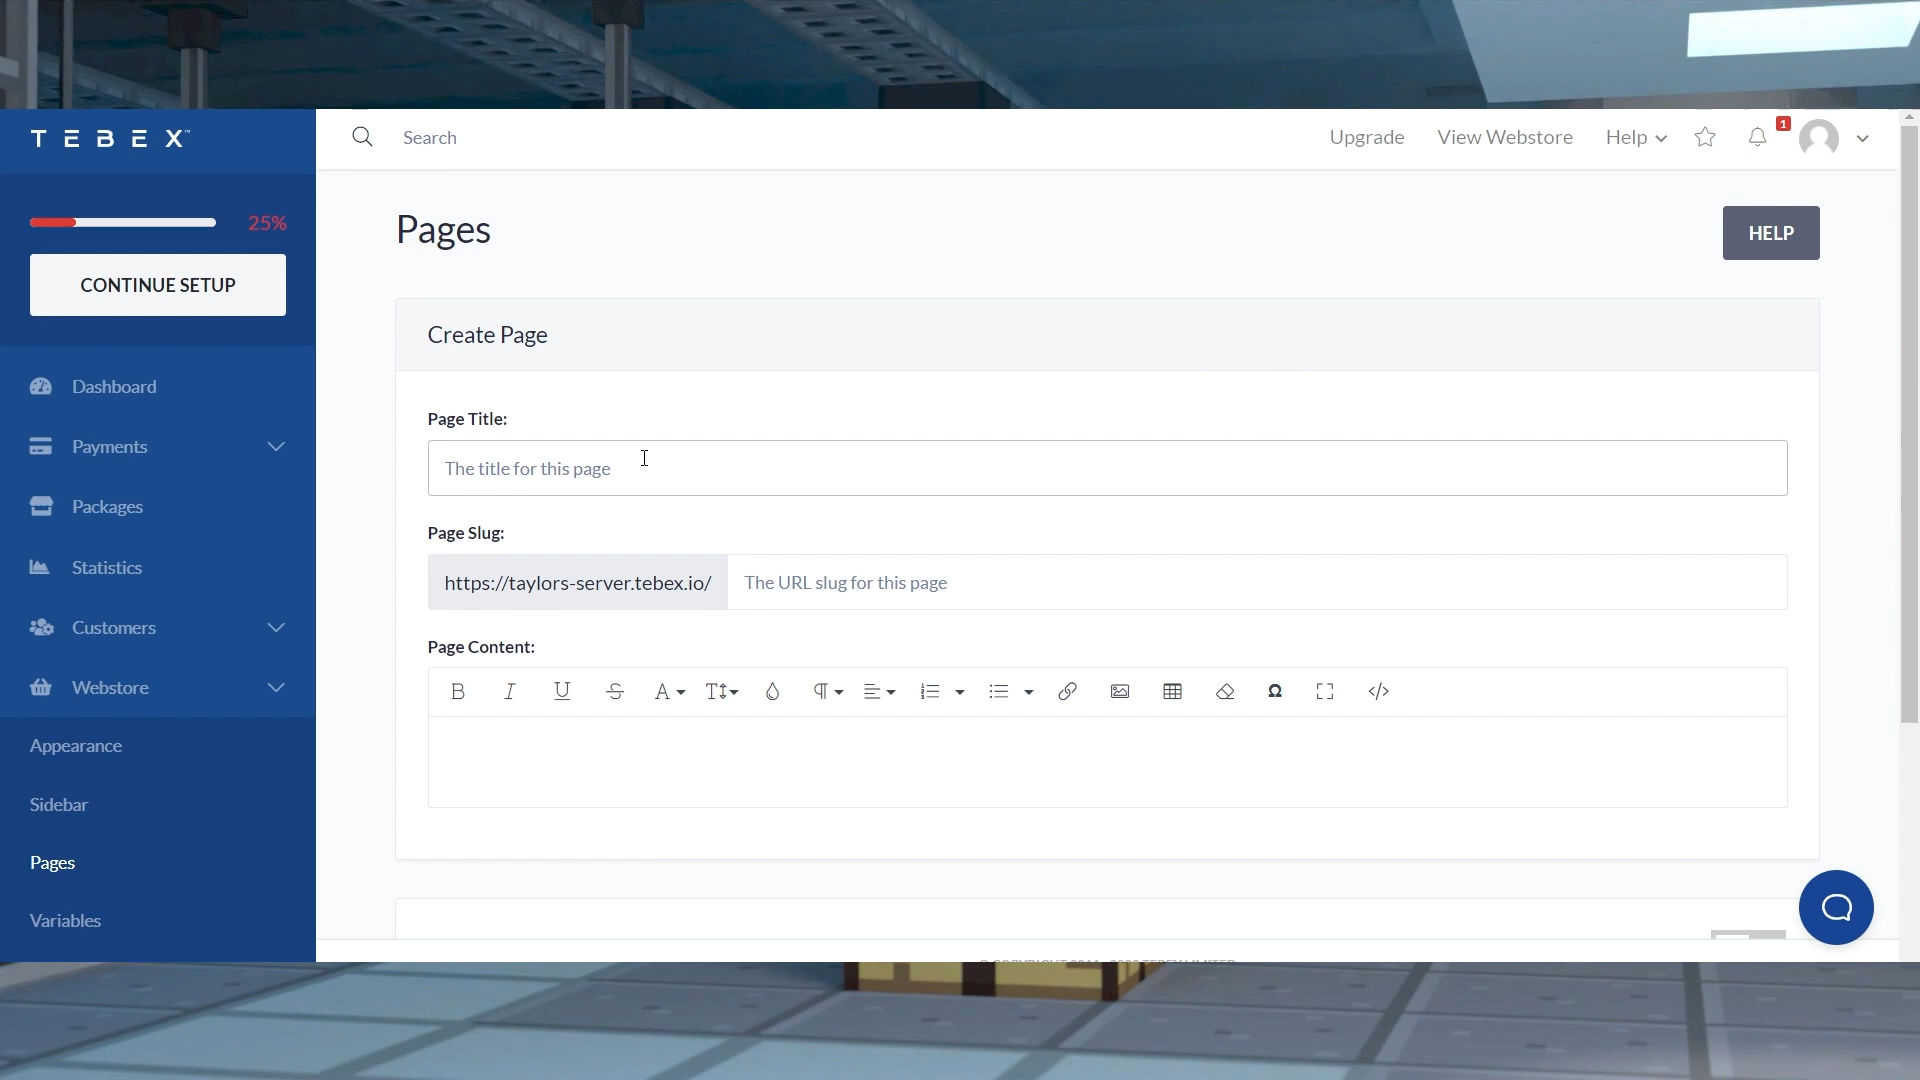 TEBEX™
Search
Upgrade
View Webstore
Help
1
25%
CONTINUE SETUP
Dashboard
Payments
Packages
Statistics
Customers
Webstore
Appearance
Sidebar
Pages
Variables
Pages
HELP
Create Page
Page Title:
The title for this page
Page Slug:
https://taylors-server.tebex.io/
The URL slug for this page
Page Content: